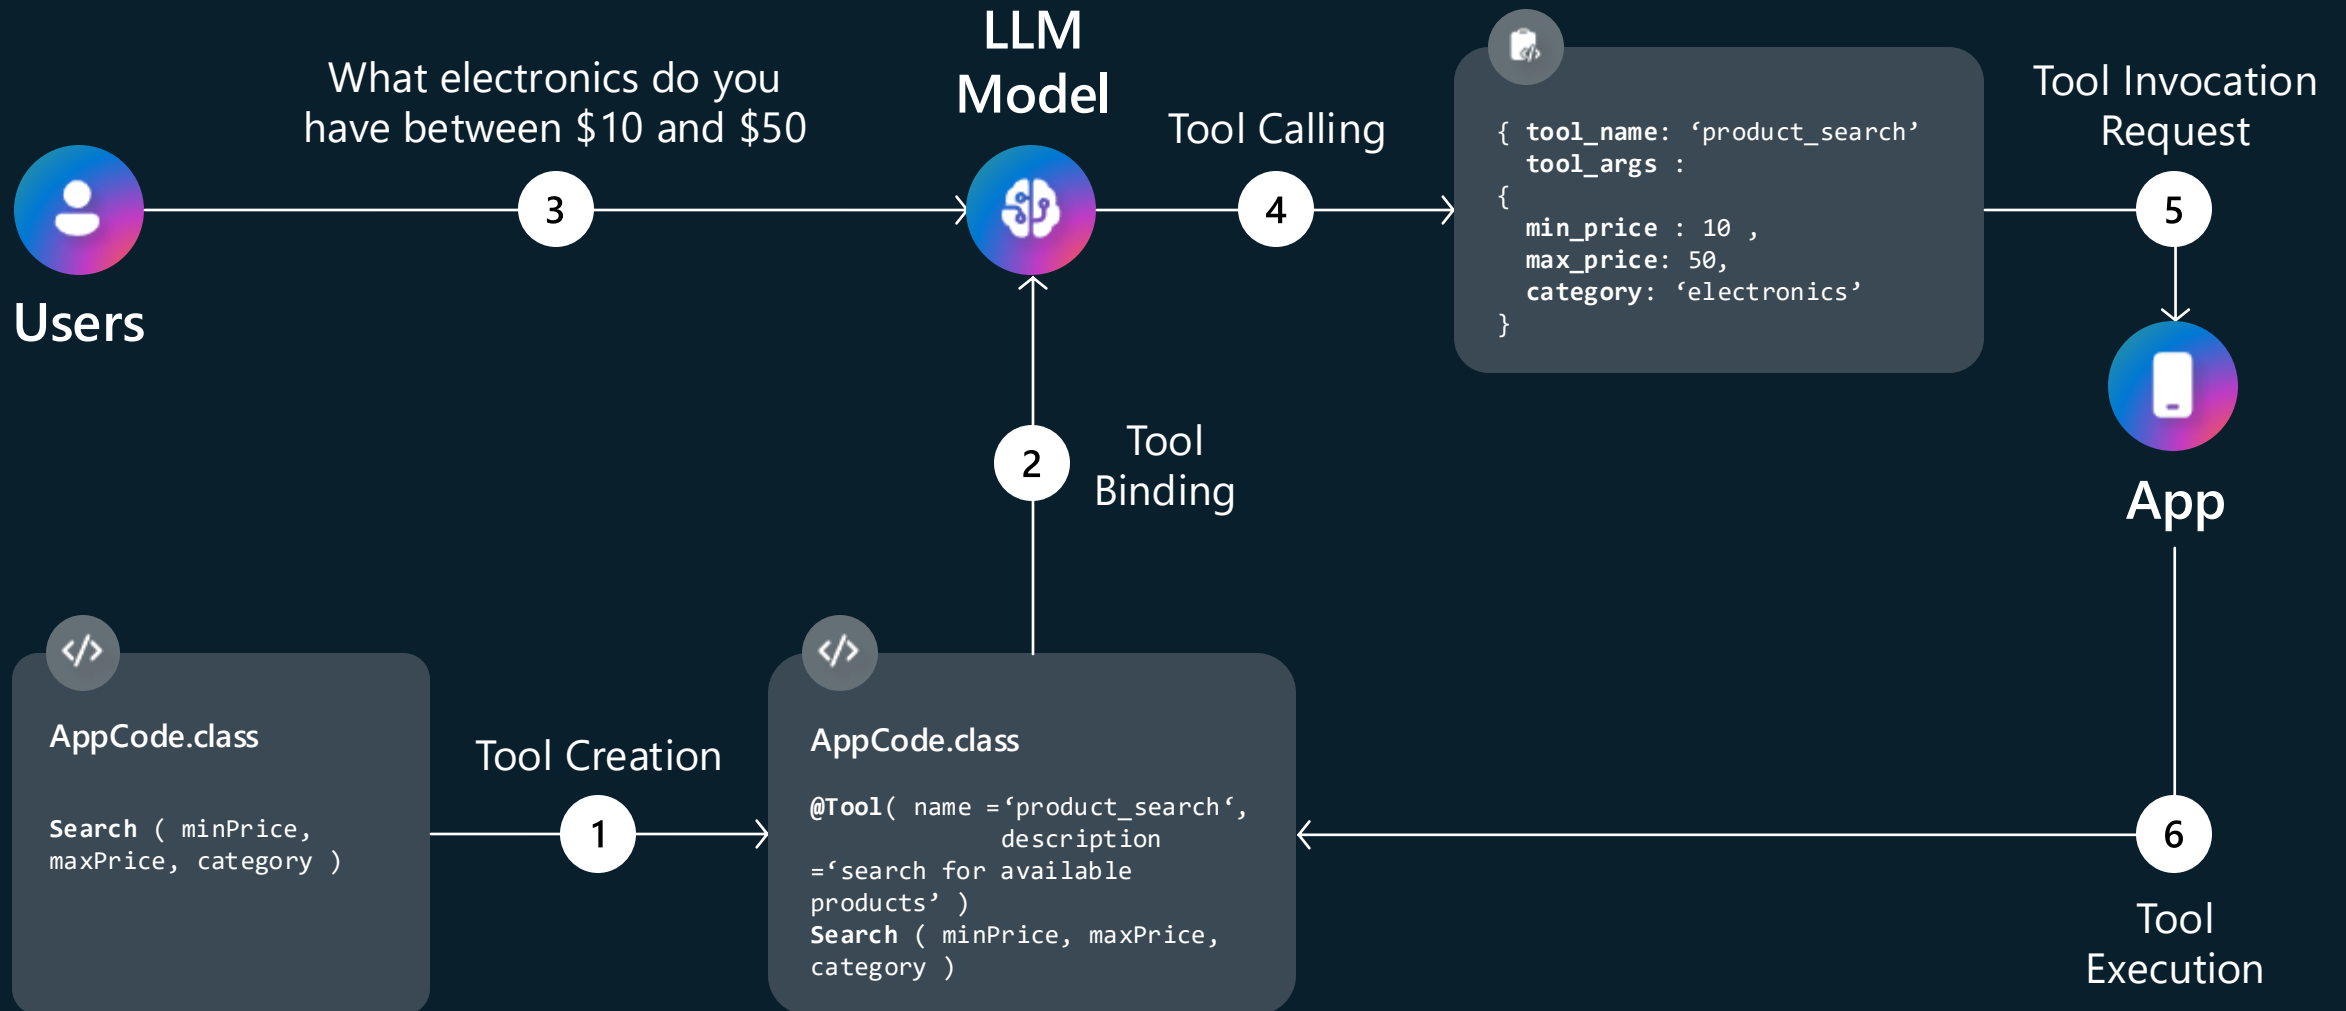 What electronics do you
have between $10 and $50
3
Users
LLM
Model
Tool Calling
4
{ tool_name: ‘product_search’
tool_args :
{
min_price : 10 ,
max_price: 50,
category: ‘electronics’
}
Tool Invocation
Request
5
App
2
Tool
Binding
AppCode.class
Search ( minPrice,
maxPrice, category )
Tool Creation
1
AppCode.class
@Tool( name =‘product_search‘,
description
=‘search for available
products’ )
Search ( minPrice, maxPrice,
category )
6
Tool
Execution